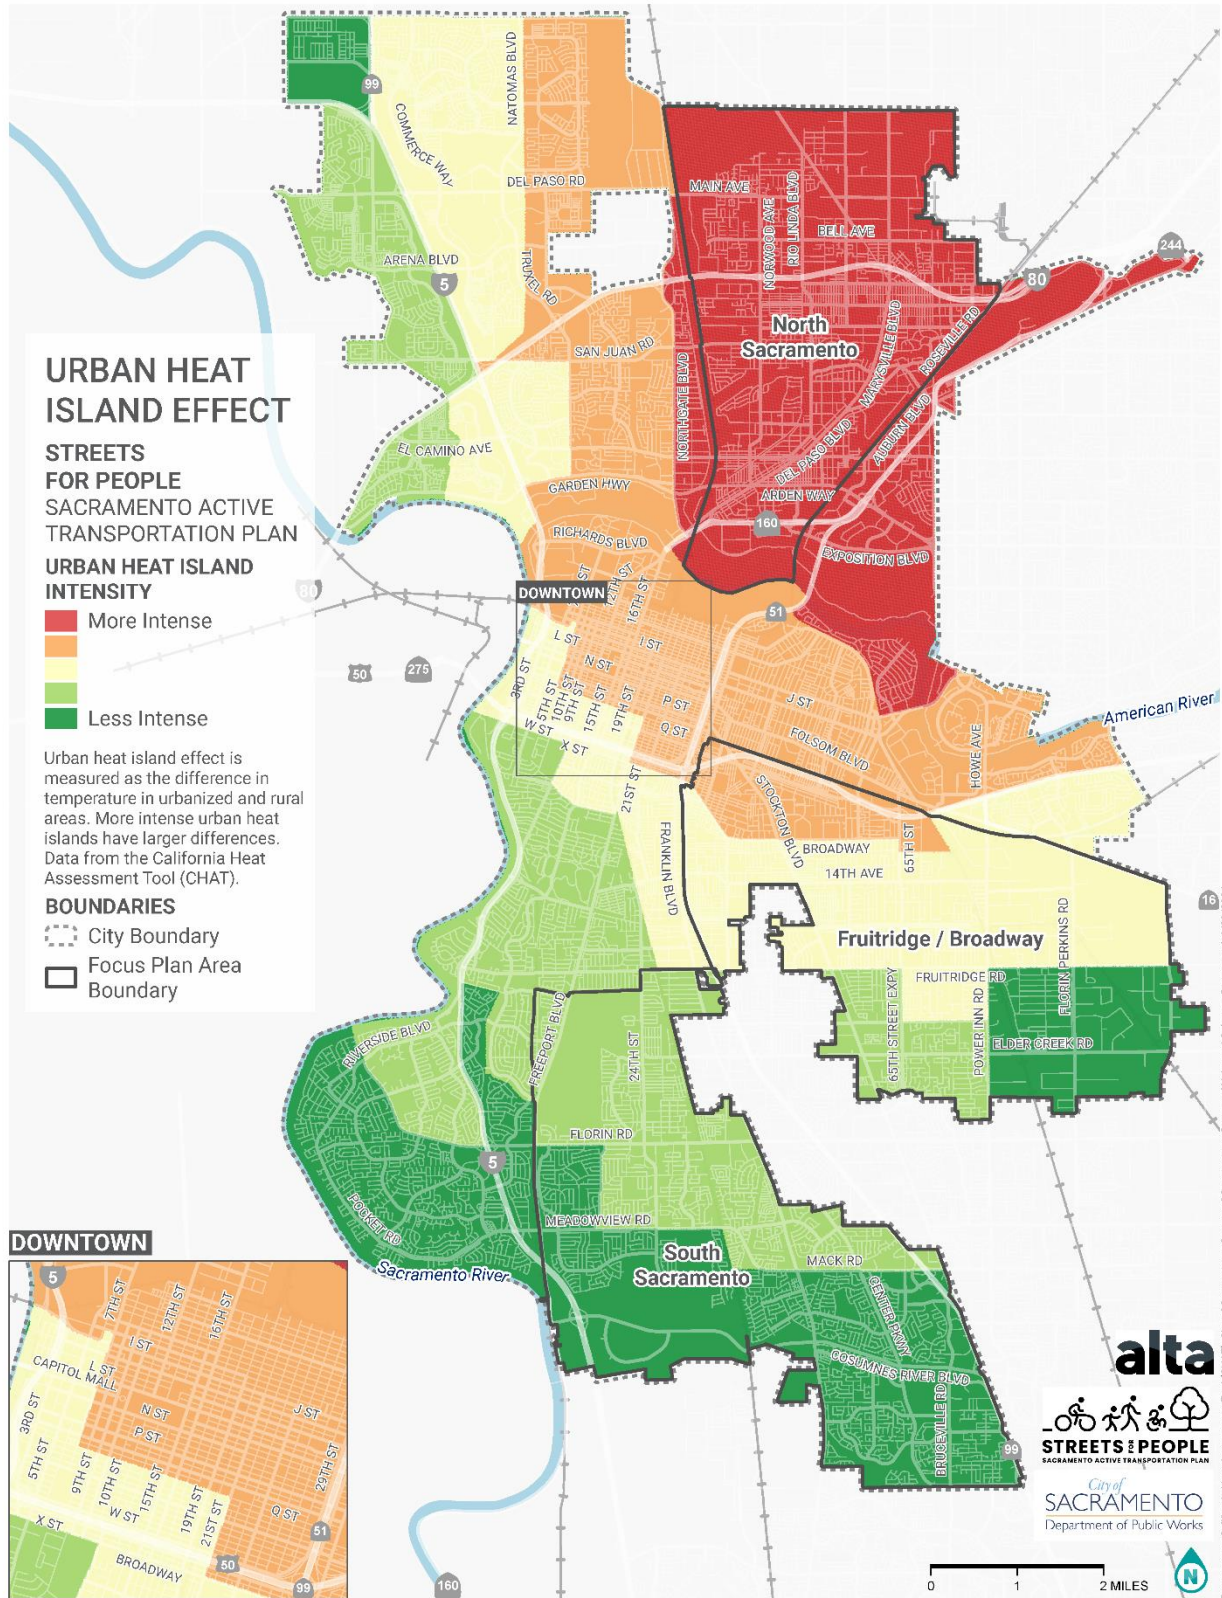 URBAN HEAT
ISLAND EFFECT
STREETS
FOR PEOPLE
SACRAMENTO ACTIVE
TRANSPORTATION PLAN
URBAN HEAT ISLAND
INTENSITY
More Intense
Less Intense
Urban heat island effect is
measured as the difference in
temperature in urbanized and rural
areas. More intense urban heat
islands have larger differences.
Data from the California Heat
Assessment Tool (CHAT).
BOUNDARIES
City Boundary
Focus Plan Area
Boundary
99
COMMERCE WAY
NATOMAS BLVD
DEL PASO RD
MAIN AVE
NORWOOD AVE
RIO LINDA BLVD
BELL AVE
244
80
ARENA BLVD
5
TRUXEL RD
SAN JUAN RD
North
Sacramento
MARYSVILLE BLVD
ROSEVILLE RD
NORTHGATE BLVD
AUBURN BLVD
DEL PASO BLVD
ARDEN WAY
EL CAMINO AVE
GARDEN HWY
160
RICHARDS BLVD
EXPOSITION BLVD
80
DOWNTOWN
12TH ST
16TH ST
51
L ST
I ST
N ST
50
275
3RD ST
5TH ST
10TH ST
9TH ST
15TH ST
19TH ST
P ST
J ST
Q ST
W ST
X ST
FOLSOM BLVD
HOWE AVE
American River
21ST ST
STOCKTON BLVD
FRANKLIN BLVD
BROADWAY
65TH ST
14TH AVE
16
Fruitridge / Broadway
FLORIN PERKINS RD
FRUITRIDGE RD
65TH STREET EXPY
POWER INN RD
ELDER CREEK RD
RIVERSIDE BLVD
FREEPORT BLVD
24TH ST
FLORIN RD
5
POCKET RD
MEADOWVIEW RD
South
Sacramento
MACK RD
Sacramento River
CENTER PKWY
COSUMNES RIVER BLVD
BRUCEVILLE RD
99
160
DOWNTOWN
5
7TH ST
12TH ST
16TH ST
I ST
L ST
CAPITOL MALL
3RD ST
N ST
J ST
P ST
5TH ST
9TH ST
10TH ST
15TH ST
29TH ST
19TH ST
21ST ST
Q ST
W ST
X ST
51
50
BROADWAY
99
alta
STREETS FOR PEOPLE
SACRAMENTO ACTIVE TRANSPORTATION PLAN
City of
SACRAMENTO
Department of Public Works
0 1 2 MILES
N